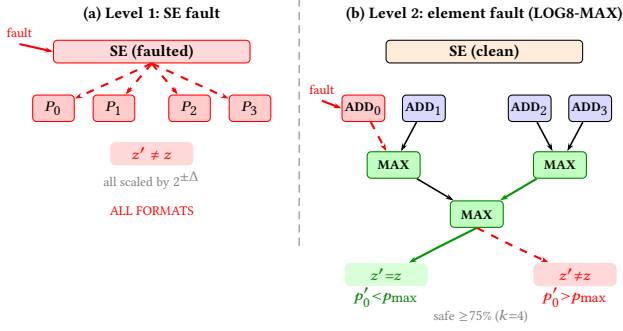 (a) Level 1: SE fault
fault
SE (faulted)
P₀ P₁ P₂ P₃
z′ ≠ z
all scaled by 2^±Δ
ALL FORMATS
(b) Level 2: element fault (LOG8-MAX)
SE (clean)
fault
ADD₀ ADD₁ ADD₂ ADD₃
MAX MAX
MAX
z′=z z′≠z
p′₀<pmax p′₀>pmax
safe ≥75% (k=4)